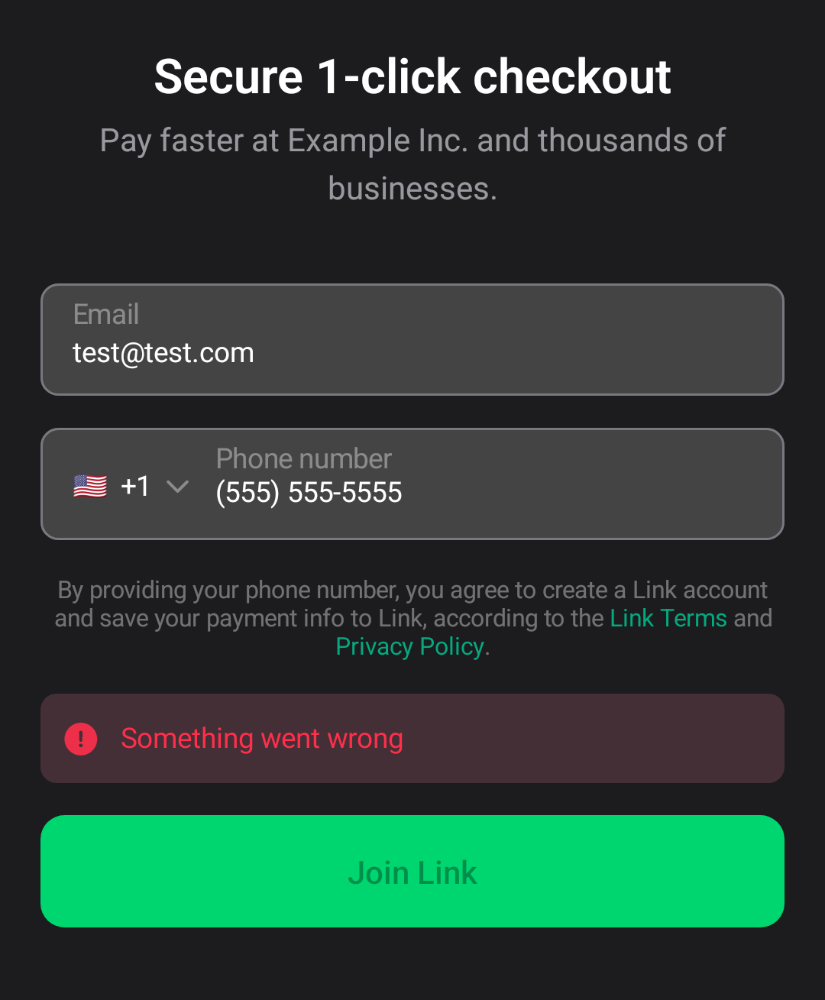 Secure 1-click checkout
Pay faster at Example Inc. and thousands of
businesses.
Email
test@test.com
Phone number
+1 (555) 555-5555
By providing your phone number, you agree to create a Link account
and save your payment info to Link, according to the Link Terms and
Privacy Policy.
Something went wrong
Join Link